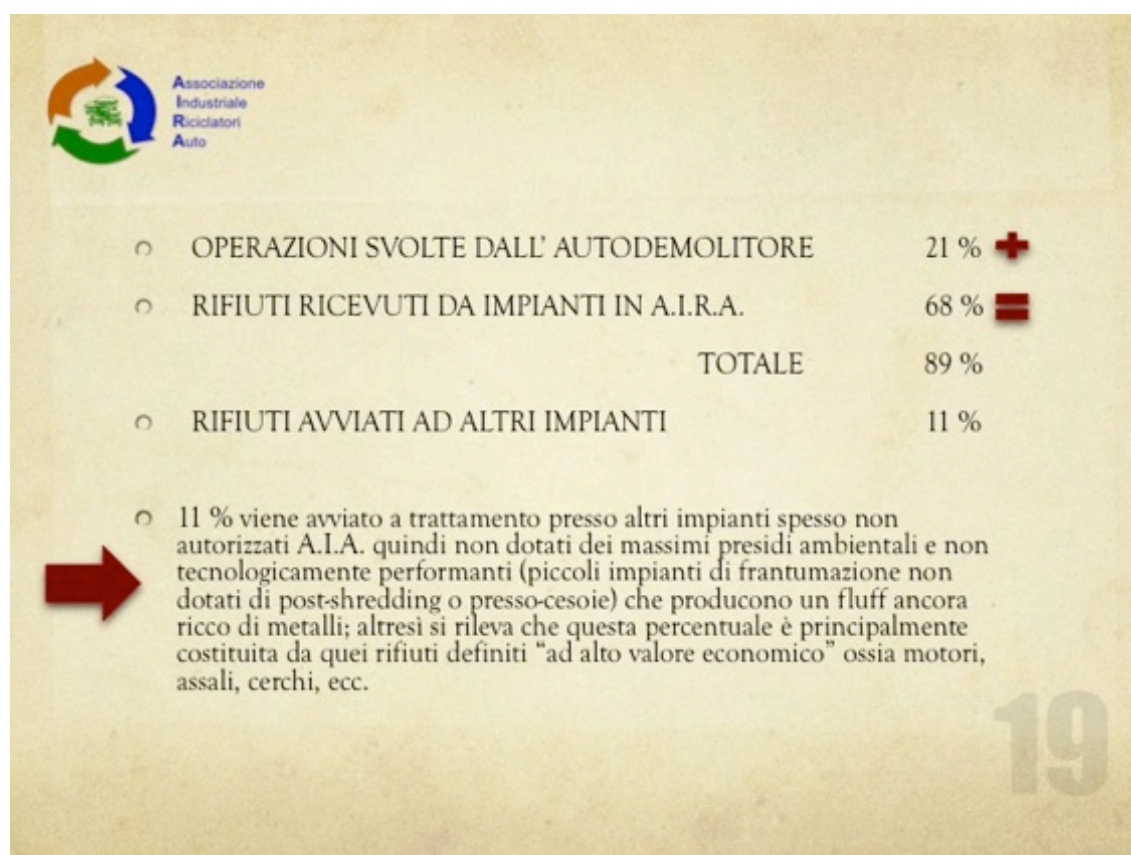 Associazione
Industriale
Riciclatori
Auto
OPERAZIONI SVOLTE DALL' AUTODEMOLITORE 21 % +
RIFIUTI RICEVUTI DA IMPIANTI IN A.I.R.A. 68 % =
TOTALE 89 %
RIFIUTI AVVIATI AD ALTRI IMPIANTI 11 %
11 % viene avviato a trattamento presso altri impianti spesso non
autorizzati A.I.A. quindi non dotati dei massimi presidi ambientali e non
tecnologicamente performanti (piccoli impianti di frantumazione non
dotati di post-shredding o presso-cesoie) che producono un fluff ancora
ricco di metalli; altresì si rileva che questa percentuale è principalmente
costituita da quei rifiuti definiti “ad alto valore economico” ossia motori,
assali, cerchi, ecc.
19